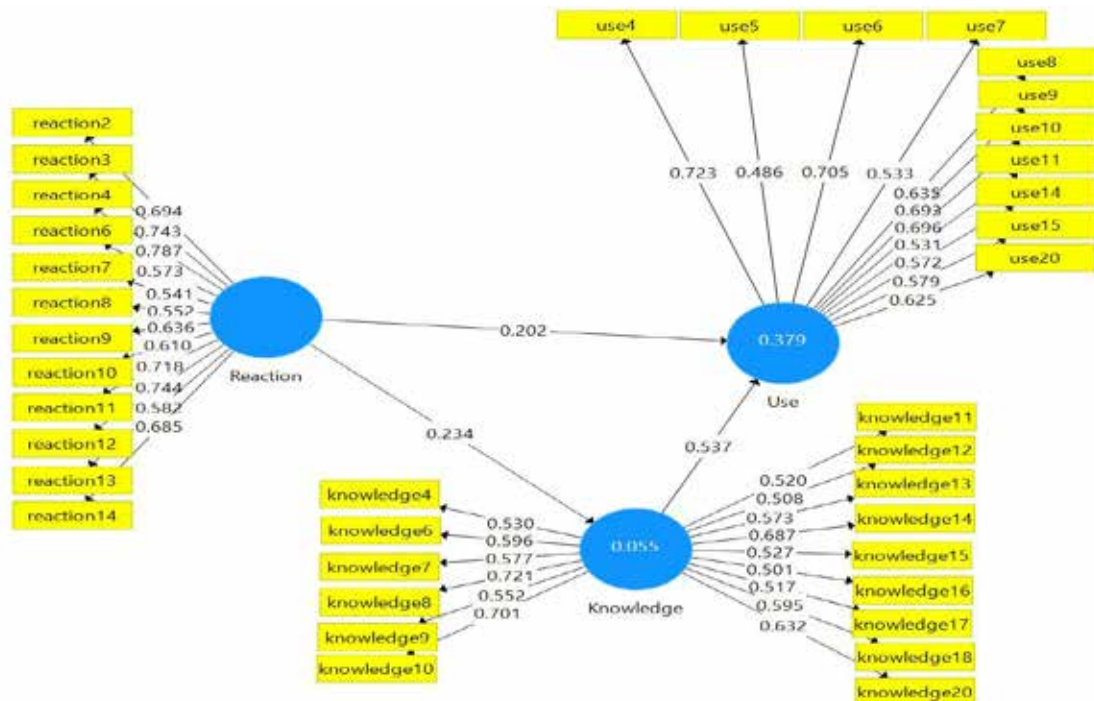 use4
use5
use6
use7
use8
use9
use10
use11
use14
use15
use20
0.723
0.486
0.705
0.533
0.635
0.693
0.696
0.531
0.572
0.579
0.625
reaction2
reaction3
reaction4
reaction6
reaction7
reaction8
reaction9
reaction10
reaction11
reaction12
reaction13
reaction14
0.694
0.743
0.787
0.573
0.541
0.552
0.636
0.610
0.718
0.744
0.582
0.685
Reaction
0.202
0.379
Use
0.234
0.537
knowledge4
knowledge6
knowledge7
knowledge8
knowledge9
knowledge10
0.530
0.596
0.577
0.721
0.552
0.701
0.055
Knowledge
0.520
0.508
0.573
0.687
0.527
0.501
0.517
0.595
0.632
knowledge11
knowledge12
knowledge13
knowledge14
knowledge15
knowledge16
knowledge17
knowledge18
knowledge20